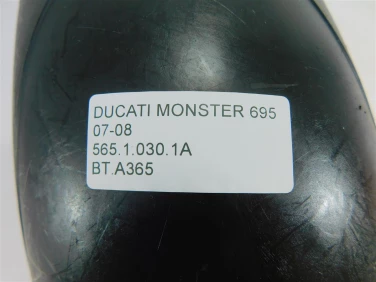 DUCATI MONSTER 695
07-08
565.1.030.1A
BT.A365